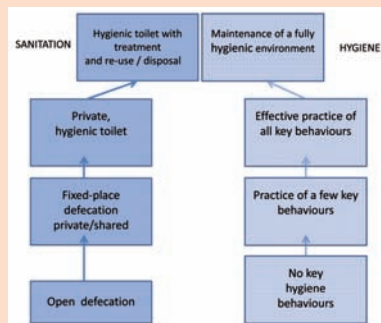 SANITATION
Hygienic toilet with
treatment
and re-use / disposal
Maintenance of a fully
hygienic environment
HYGIENE
Private,
hygienic toilet
Effective practice of
all key behaviours
Fixed-place
defecation
private/shared
Practice of a few key
behaviours
Open defecation
No key
hygiene
behaviours